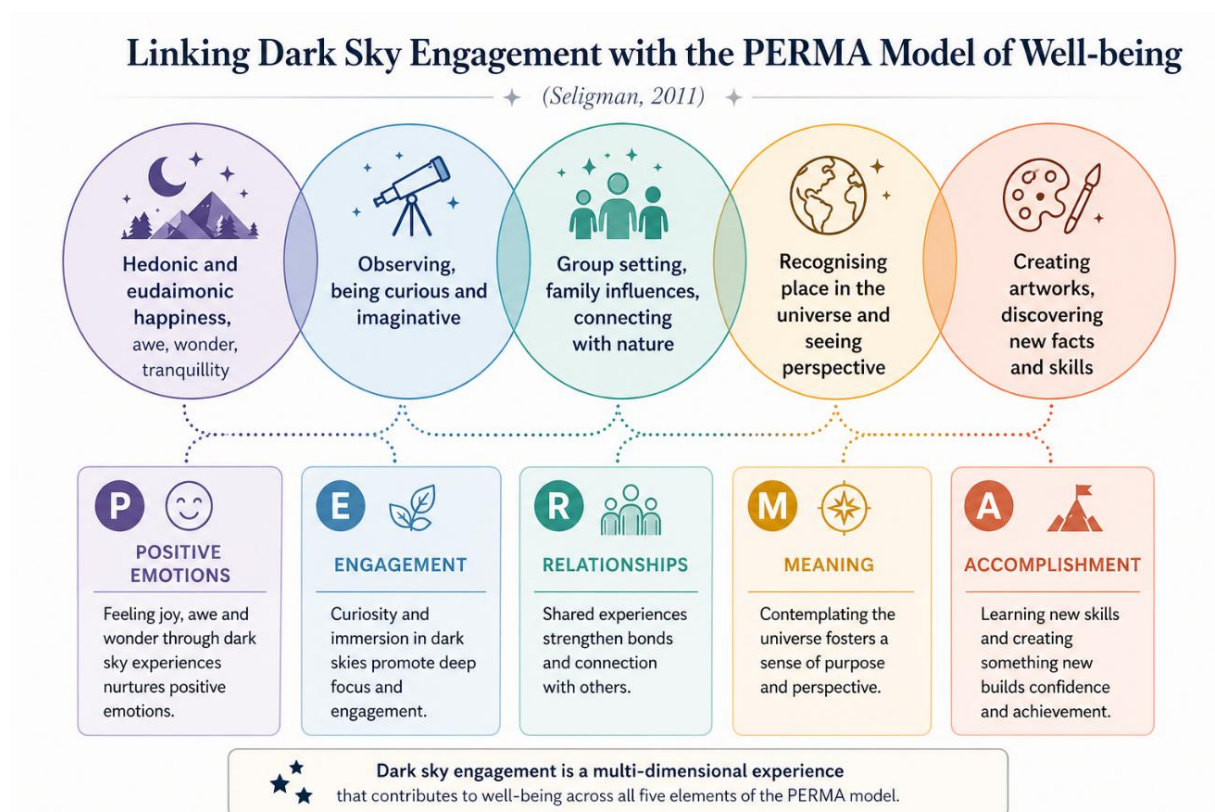 Linking Dark Sky Engagement with the PERMA Model of Well-being
(Seligman, 2011)
Hedonic and
eudaimonic
happiness,
awe, wonder,
tranquillity
Observing,
being curious and
imaginative
Group setting,
family influences,
connecting
with nature
Recognising
place in the
universe and
seeing
perspective
Creating
artworks,
discovering
new facts
and skills
P
POSITIVE
EMOTIONS
Feeling joy, awe and
wonder through dark
sky experiences
nurtures positive
emotions.
E
ENGAGEMENT
Curiosity and
immersion in dark
skies promote deep
focus and
engagement.
R
RELATIONSHIPS
Shared experiences
strengthen bonds
and connection
with others.
M
MEANING
Contemplating the
universe fosters a
sense of purpose
and perspective.
A
ACCOMPLISHMENT
Learning new skills
and creating
something new
builds confidence
and achievement.
Dark sky engagement is a multi-dimensional experience
that contributes to well-being across all five elements of the PERMA model.